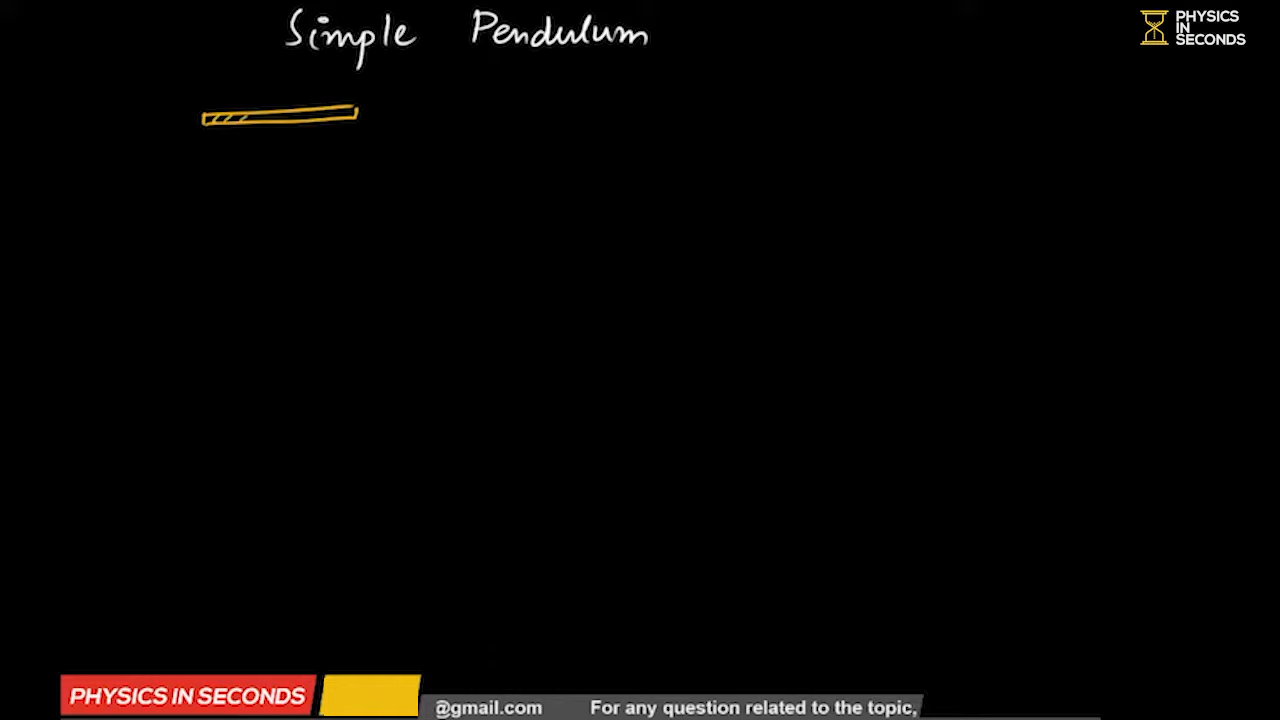 Simple Pendulum
PHYSICS
IN
SECONDS
PHYSICS IN SECONDS
@gmail.com For any question related to the topic,